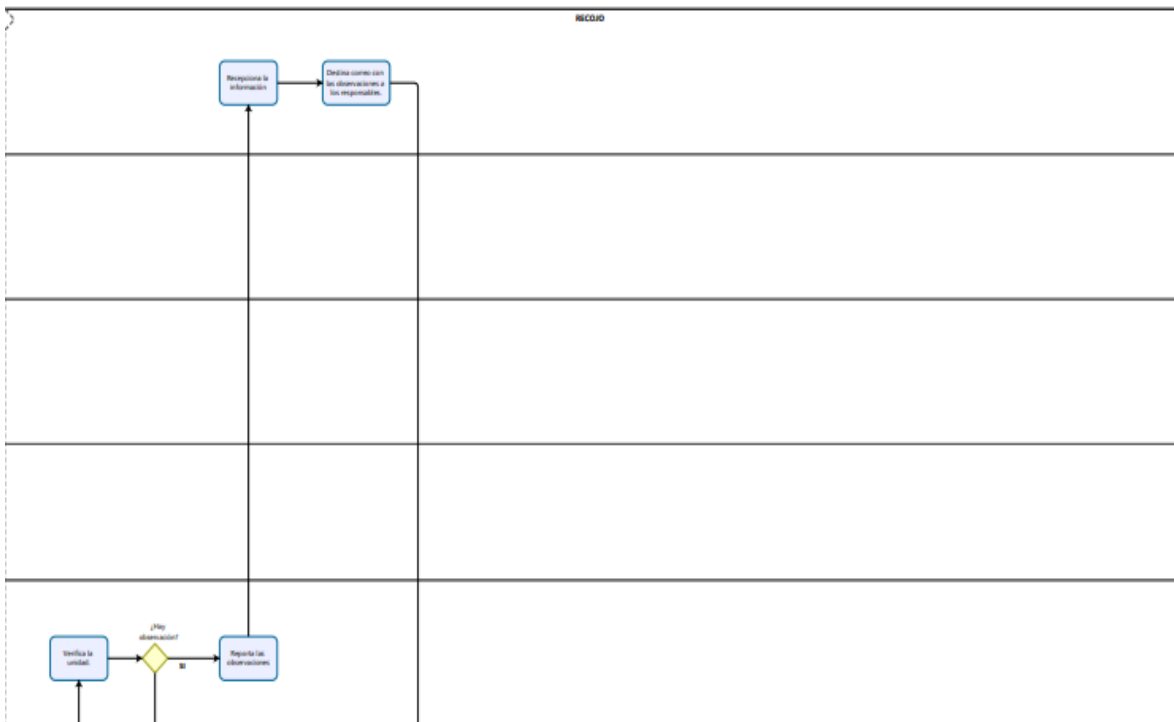 RECOJO
Recepciona la
información
Destina correo con
las observaciones a
los responsables.
¿Hay
observación?
Verifica la
unidad.
SI
Reporta las
observaciones